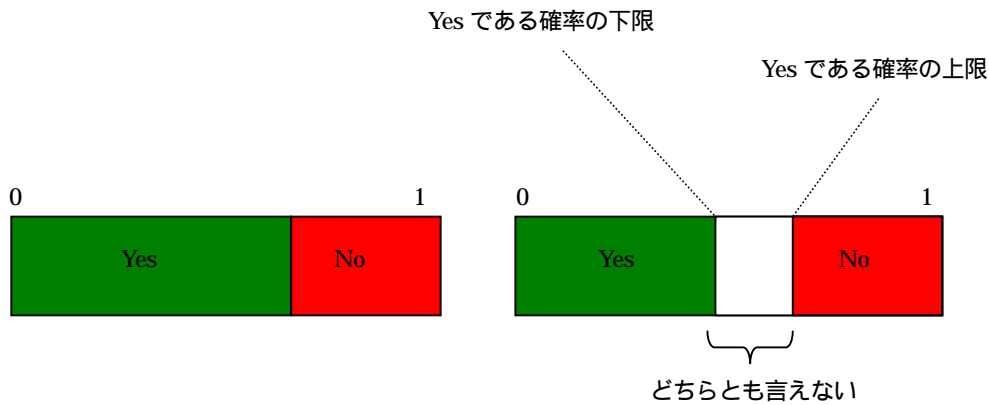 Yes である確率の下限
Yes である確率の上限
0 1
Yes No
0 1
Yes No
どちらとも言えない